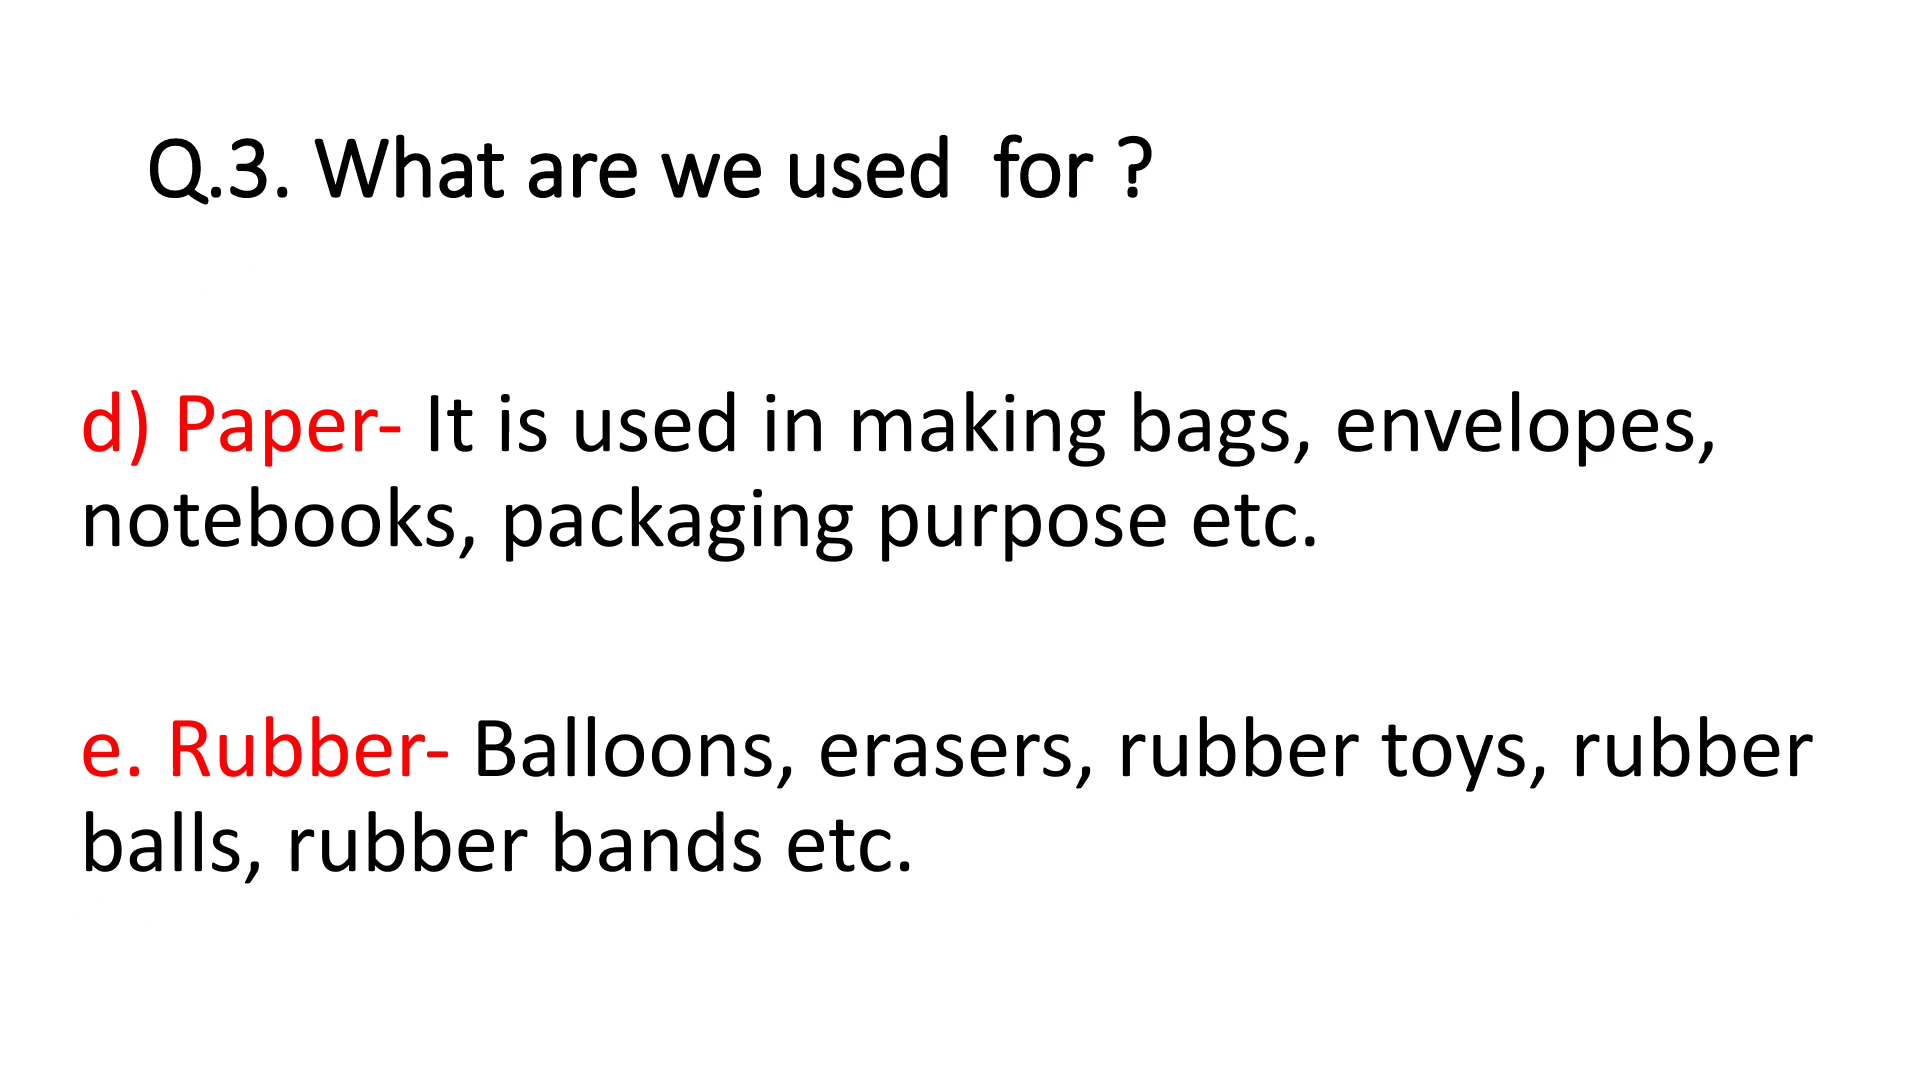 Q.3. What are we used  for ?
d) Paper- It is used in making bags, envelopes,
notebooks, packaging purpose etc.
e. Rubber- Balloons, erasers, rubber toys, rubber
balls, rubber bands etc.